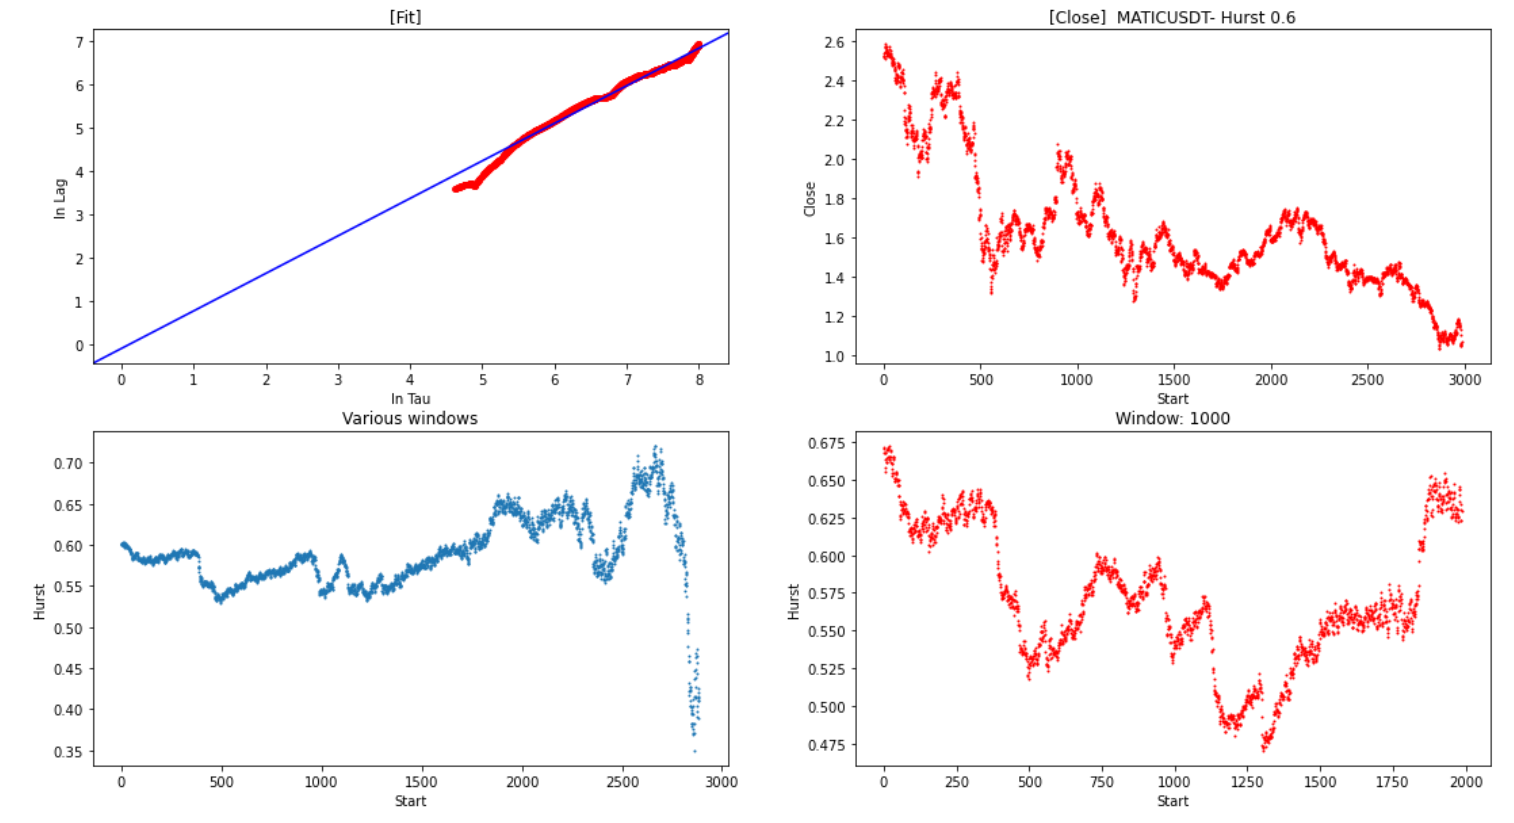 [Fit]
7
6
5
4
3
2
1
0
ln Lag
0 1 2 3 4 5 6 7 8
ln Tau
[Close]  MATICUSDT- Hurst 0.6
2.6
2.4
2.2
2.0
1.8
1.6
1.4
1.2
1.0
Close
0 500 1000 1500 2000 2500 3000
Start
Various windows
0.70
0.65
0.60
0.55
0.50
0.45
0.40
0.35
Hurst
0 500 1000 1500 2000 2500 3000
Start
Window: 1000
0.675
0.650
0.625
0.600
0.575
0.550
0.525
0.500
0.475
Hurst
0 250 500 750 1000 1250 1500 1750 2000
Start